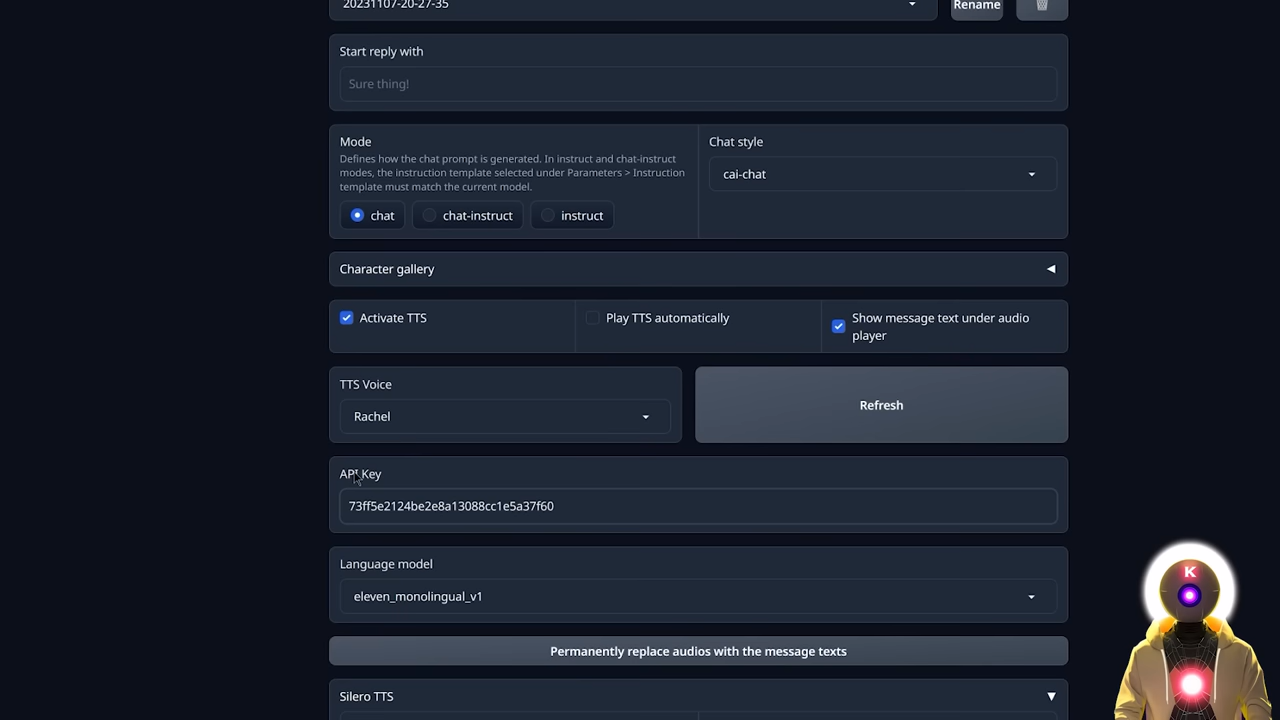 20231107-20-27-35
Rename
Start reply with
Sure thing!
Mode
Defines how the chat prompt is generated. In instruct and chat-instruct
modes, the instruction template selected under Parameters > Instruction
template must match the current model.
chat
chat-instruct
instruct
Chat style
cai-chat
Character gallery
Activate TTS
Play TTS automatically
Show message text under audio
player
TTS Voice
Rachel
Refresh
API Key
73ff5e2124be2e8a13088cc1e5a37f60
Language model
eleven_monolingual_v1
Permanently replace audios with the message texts
Silero TTS
K